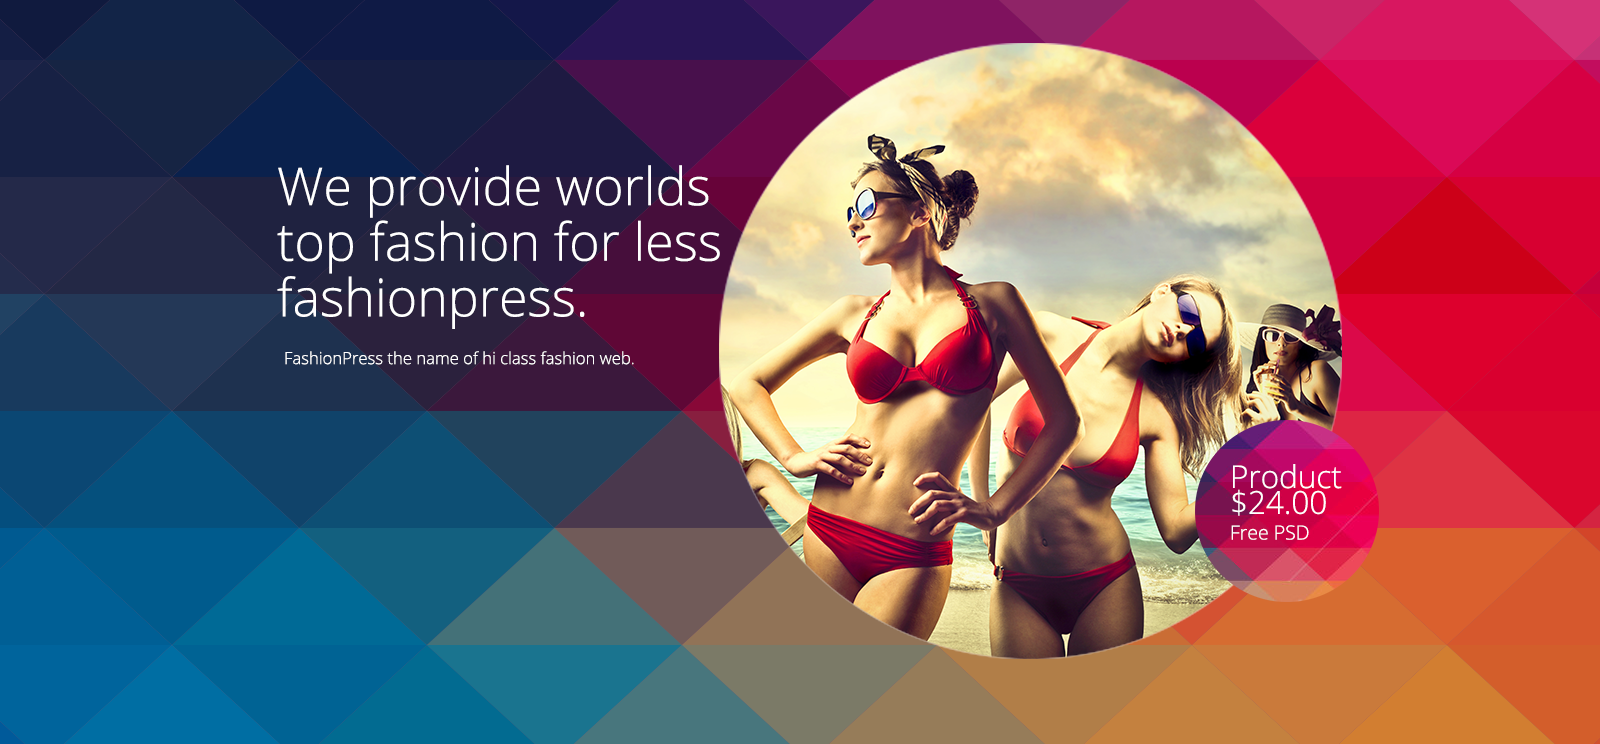 We provide worlds
top fashion for less
fashionpress.
FashionPress the name of hi class fashion web.
Product
$24.00
Free PSD